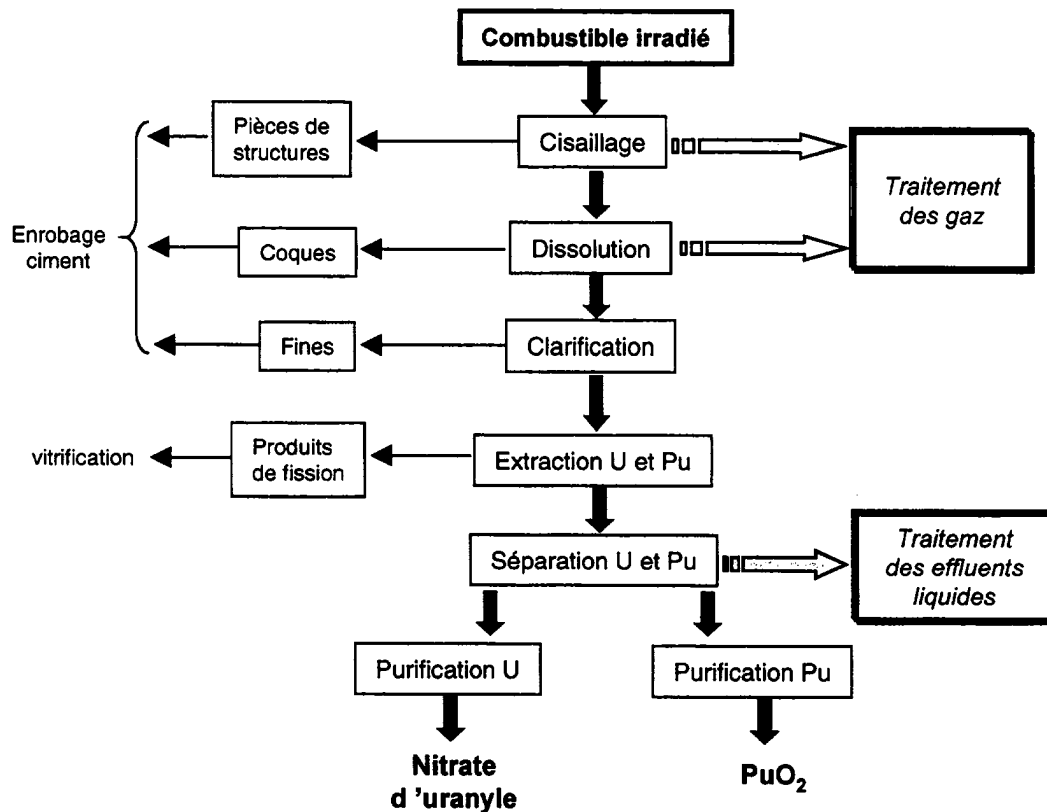 Combustible irradié
Pièces de
structures
Cisaillage
Traitement
des gaz
Enrobage
ciment
Coques
Dissolution
Fines
Clarification
vitrification
Produits
de fission
Extraction U et Pu
Séparation U et Pu
Traitement
des effluents
liquides
Purification U
Purification Pu
Nitrate
d 'uranyle
PuO₂